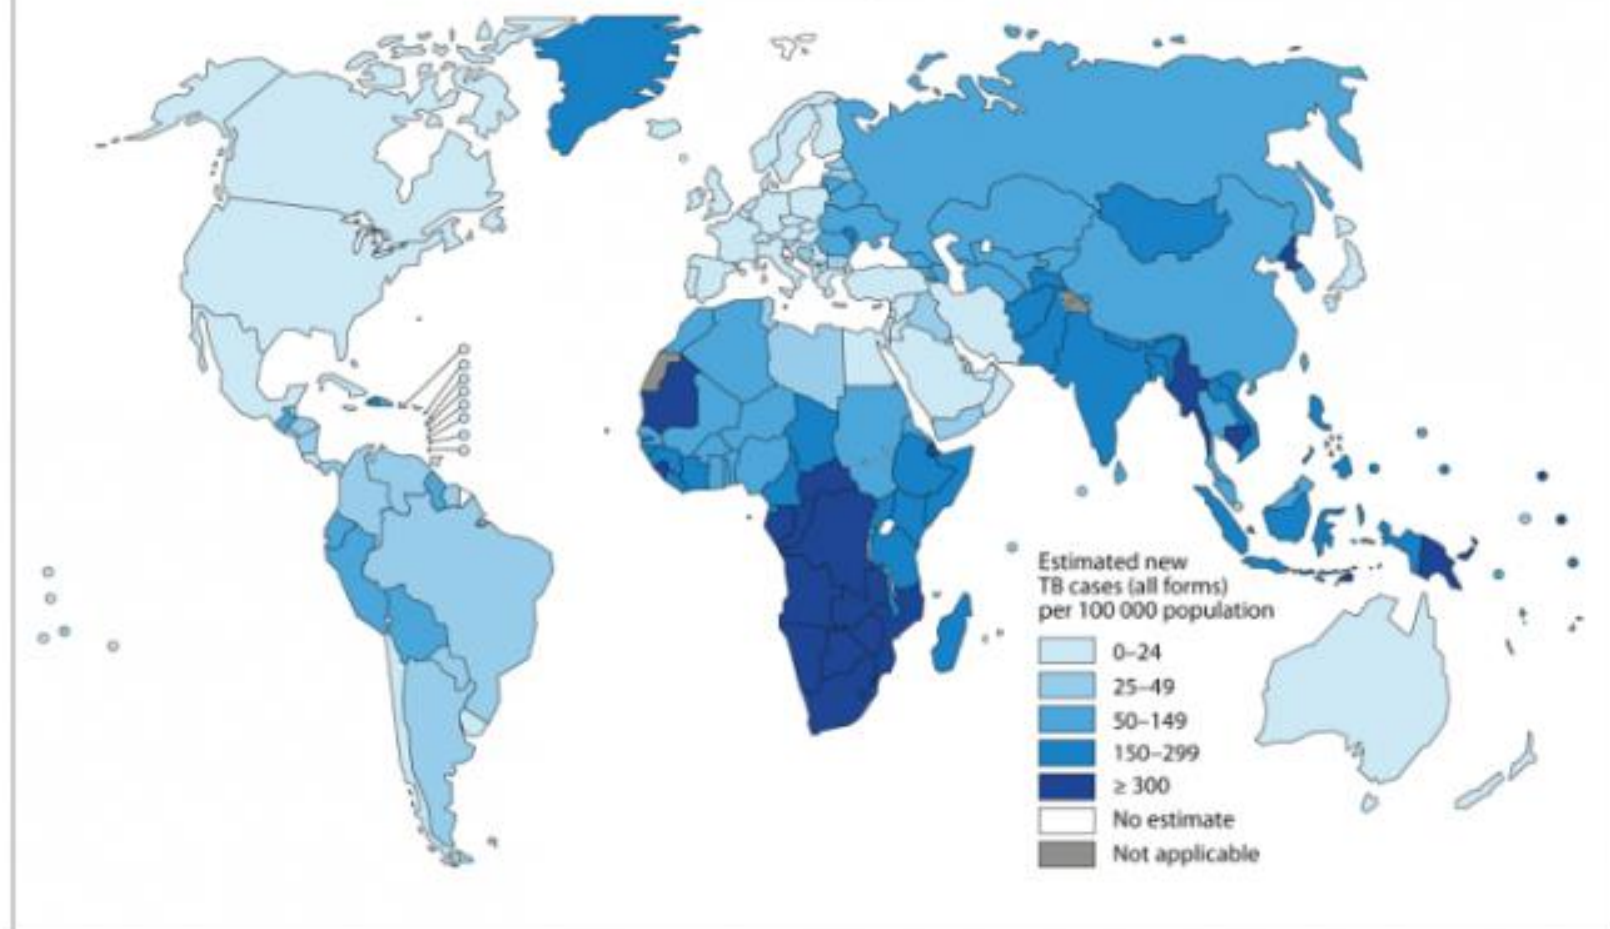 Estimated new
TB cases (all forms)
per 100 000 population
0–24
25–49
50–149
150–299
≥ 300
No estimate
Not applicable